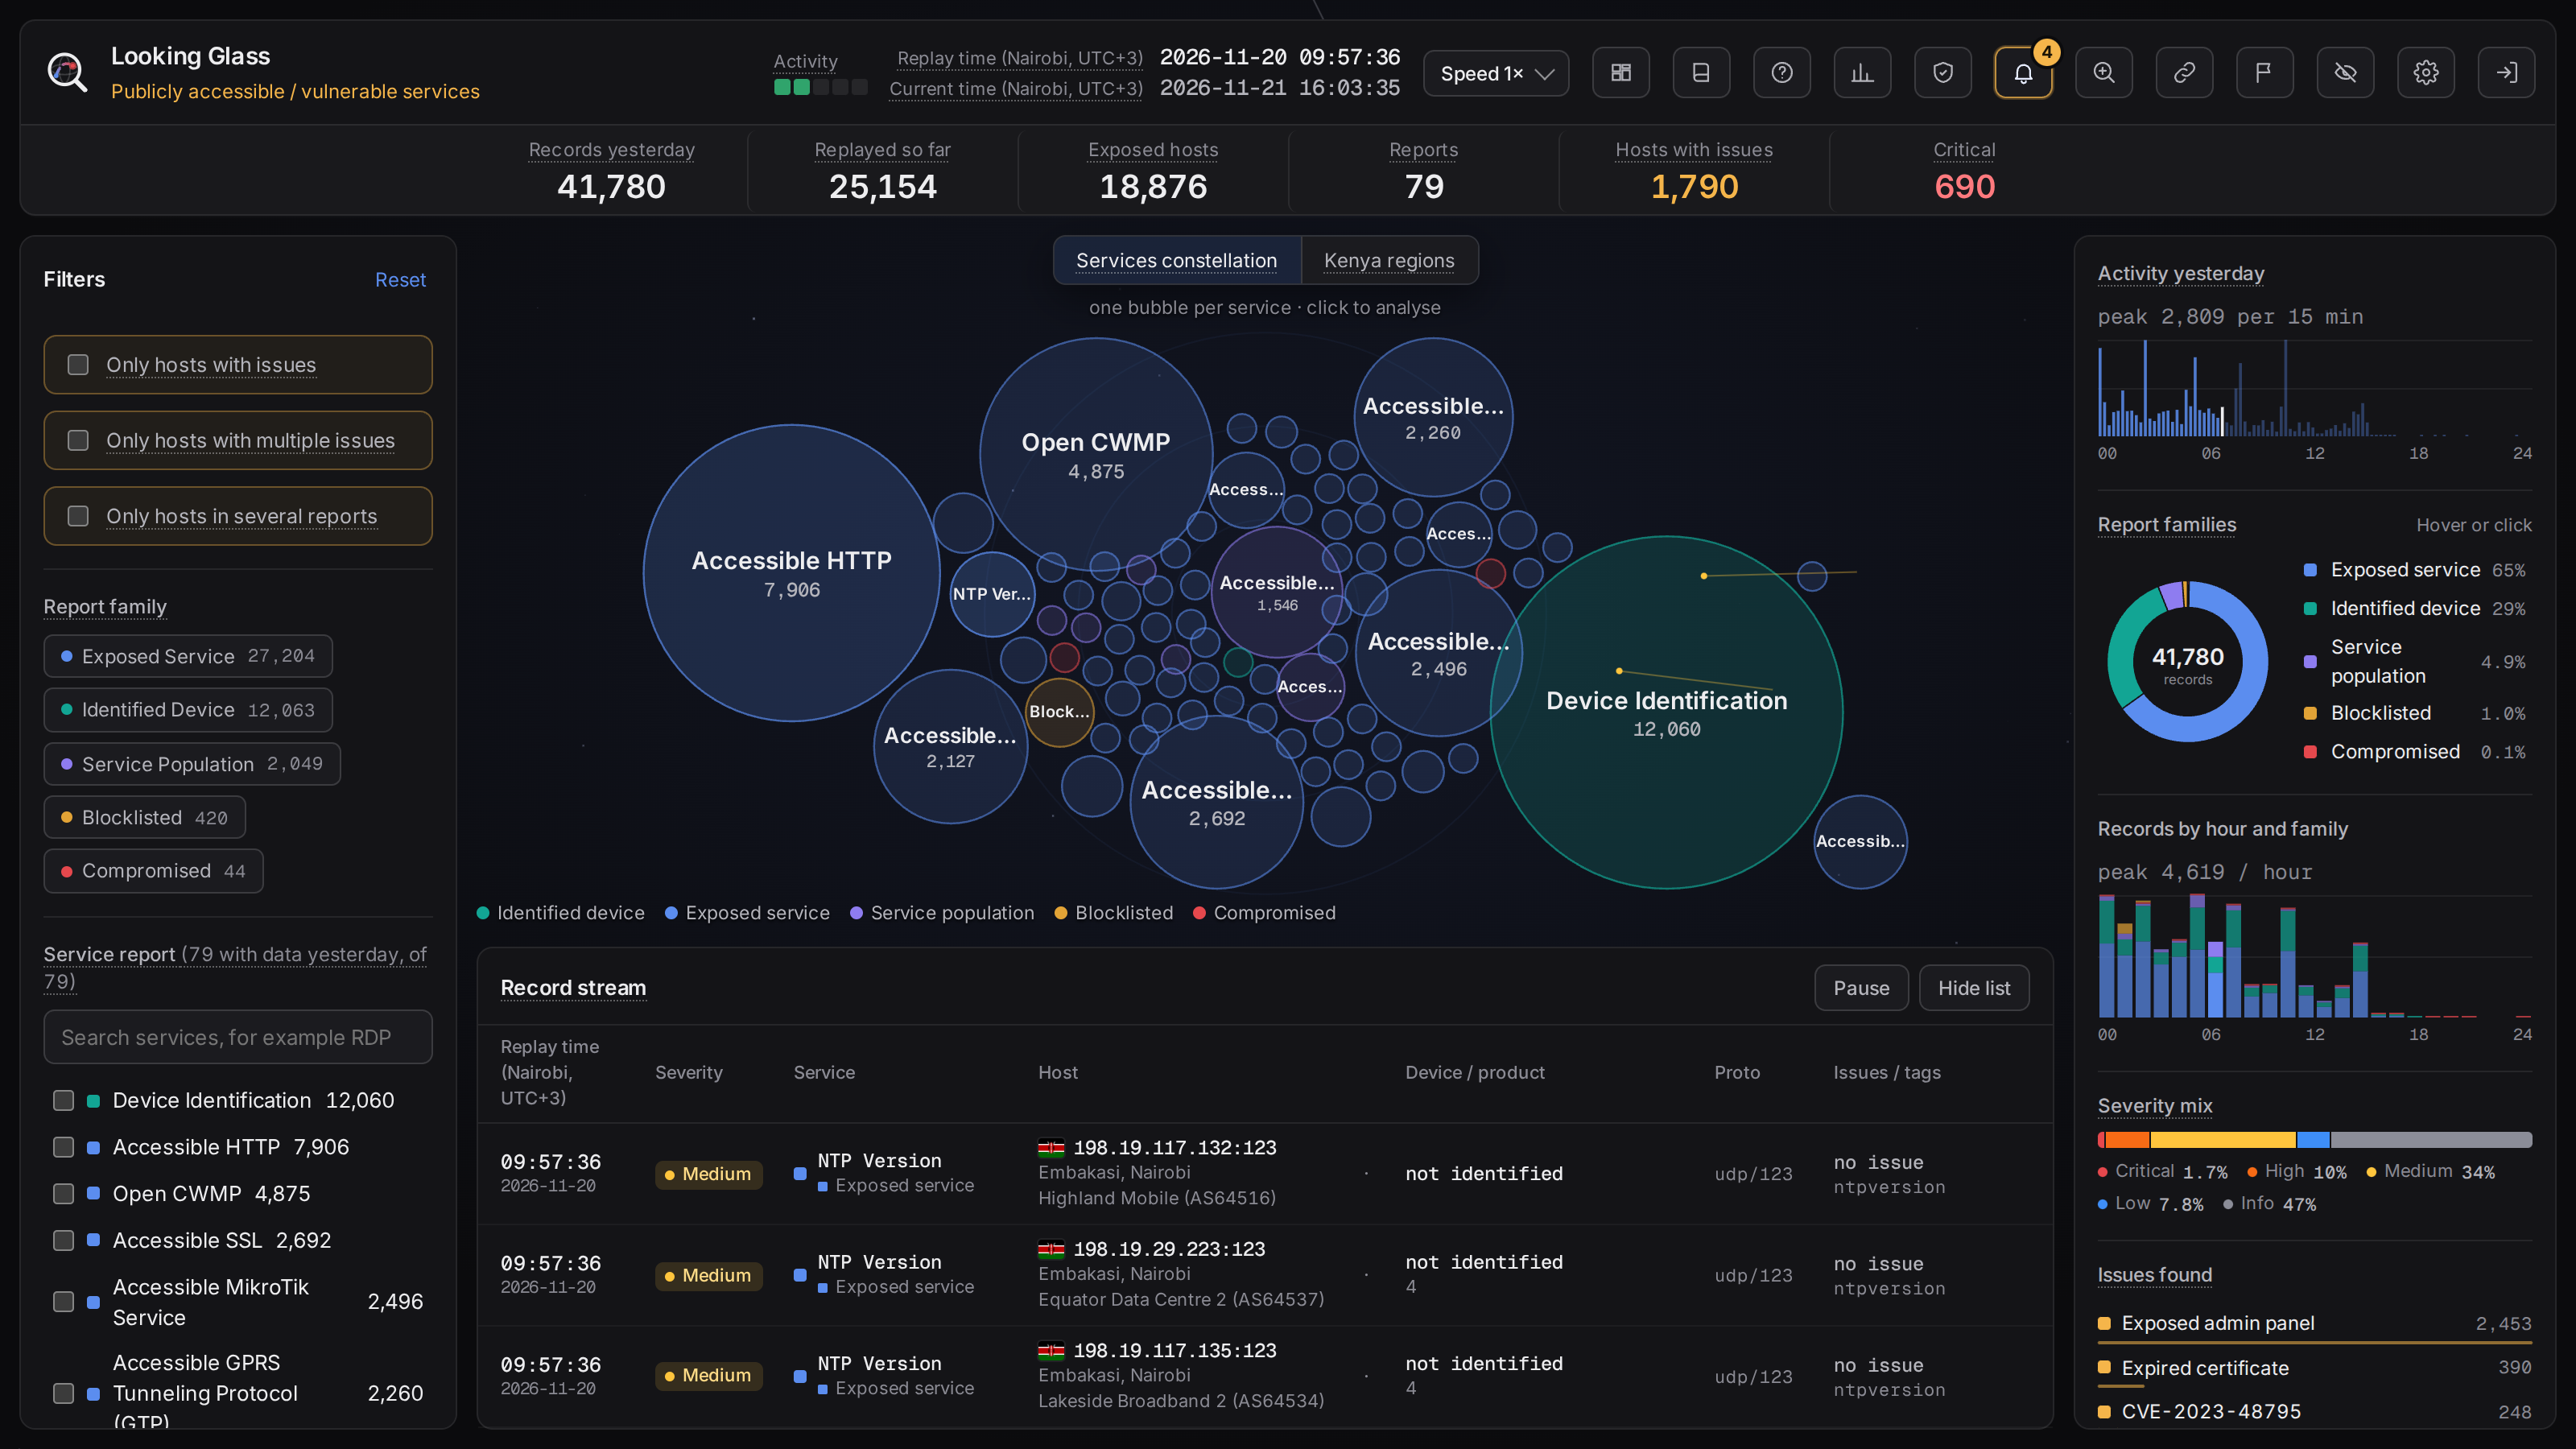 Looking Glass
Publicly accessible / vulnerable services
Activity
Replay time (Nairobi, UTC+3) 2026-11-20 09:57:36
Current time (Nairobi, UTC+3) 2026-11-21 16:03:35
Speed 1×
4
Records yesterday
41,780
Replayed so far
25,154
Exposed hosts
18,876
Reports
79
Hosts with issues
1,790
Critical
690
Filters
Reset
Only hosts with issues
Only hosts with multiple issues
Only hosts in several reports
Report family
Exposed Service 27,204
Identified Device 12,063
Service Population 2,049
Blocklisted 420
Compromised 44
Service report (79 with data yesterday, of
79)
Search services, for example RDP
Device Identification 12,060
Accessible HTTP 7,906
Open CWMP 4,875
Accessible SSL 2,692
Accessible MikroTik
Service
2,496
Accessible GPRS
Tunneling Protocol
(GTP)
2,260
Services constellation
Kenya regions
one bubble per service · click to analyse
Open CWMP
4,875
Accessible...
2,260
Access...
Acces...
Accessible HTTP
7,906
NTP Ver...
Accessible...
1,546
Accessible...
2,496
Acces...
Block...
Device Identification
12,060
Accessible...
2,127
Accessible...
2,692
Accessib...
Identified device
Exposed service
Service population
Blocklisted
Compromised
Record stream
Pause
Hide list
Replay time
(Nairobi,
UTC+3)
Severity
Service
Host
Device / product
Proto
Issues / tags
09:57:36
2026-11-20
Medium
NTP Version
Exposed service
198.19.117.132:123
Embakasi, Nairobi
Highland Mobile (AS64516)
·
not identified
udp/123
no issue
ntpversion
09:57:36
2026-11-20
Medium
NTP Version
Exposed service
198.19.29.223:123
Embakasi, Nairobi
Equator Data Centre 2 (AS64537)
·
not identified
4
udp/123
no issue
ntpversion
09:57:36
2026-11-20
Medium
NTP Version
Exposed service
198.19.117.135:123
Embakasi, Nairobi
Lakeside Broadband 2 (AS64534)
·
not identified
4
udp/123
no issue
ntpversion
Activity yesterday
peak 2,809 per 15 min
00 06 12 18 24
Report families
Hover or click
41,780
records
Exposed service 65%
Identified device 29%
Service
population
4.9%
Blocklisted 1.0%
Compromised 0.1%
Records by hour and family
peak 4,619 / hour
00 06 12 18 24
Severity mix
Critical 1.7% High 10% Medium 34%
Low 7.8% Info 47%
Issues found
Exposed admin panel 2,453
Expired certificate 390
CVE-2023-48795 248